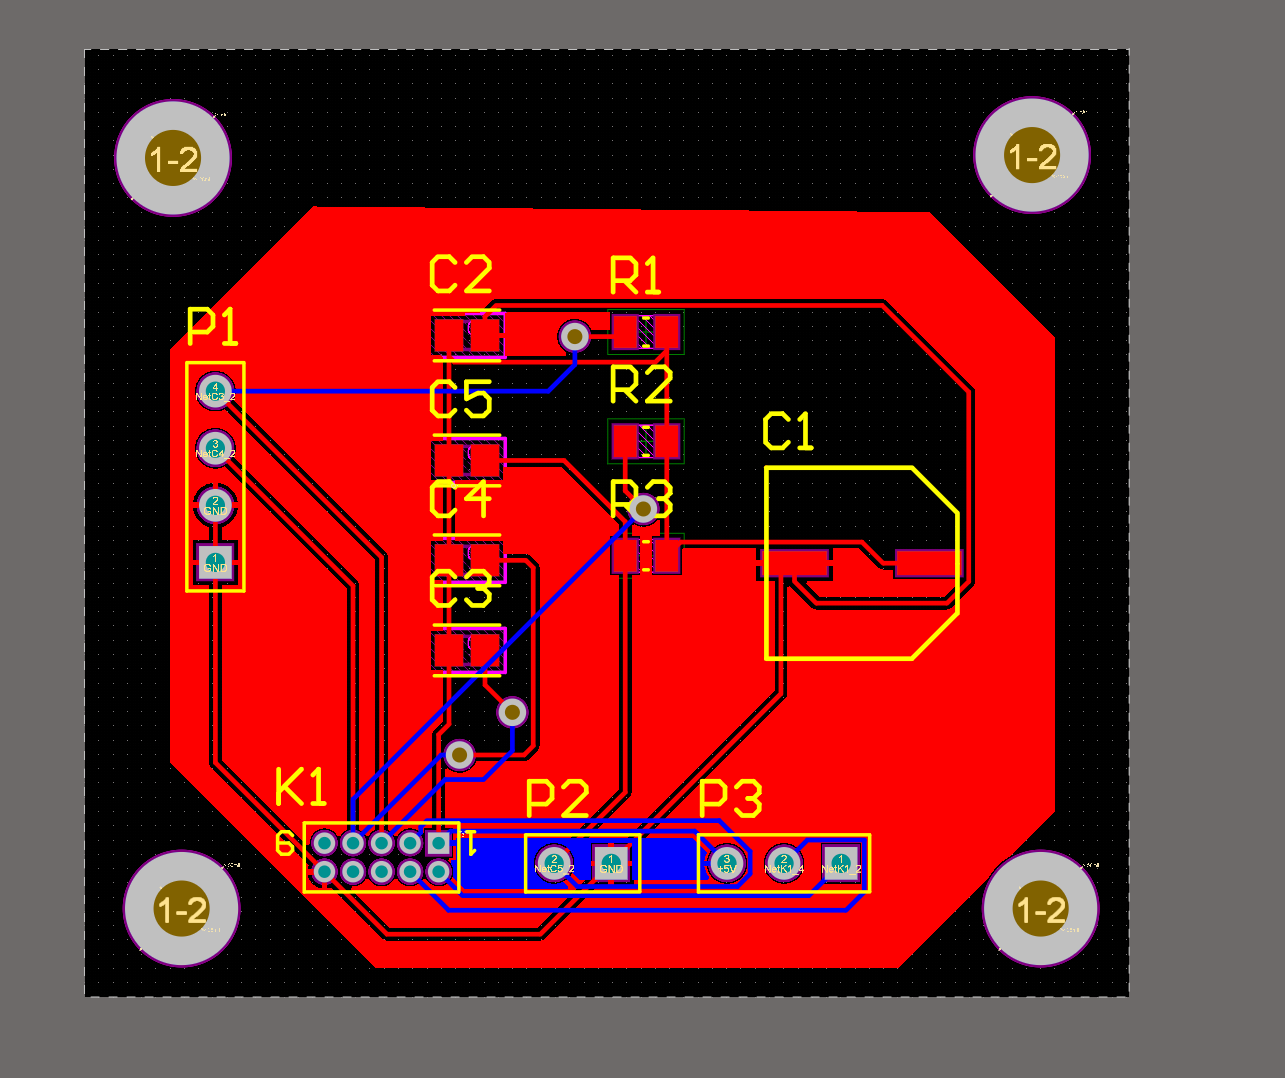 1-2
1-2
C2
R1
P1
4
NetC3_2
C5
R2
C1
3
NetC4_2
C4
R3
2
GND
1
GND
C3
K1
P2
P3
9
1
2
NetC5_2
1
GND
3
+5V
2
NetK1_4
1
NetK1_2
1-2
1-2